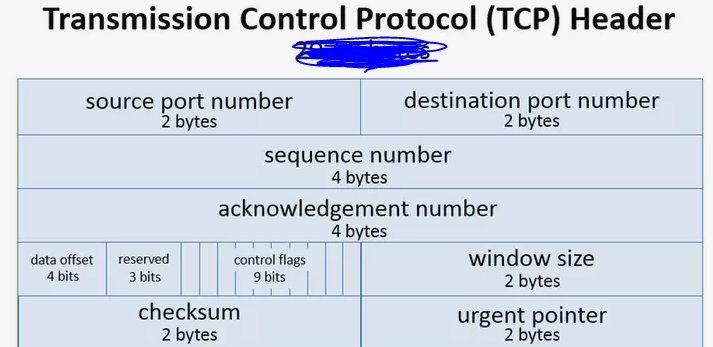 Transmission Control Protocol (TCP) Header
source port number
2 bytes
destination port number
2 bytes
sequence number
4 bytes
acknowledgement number
4 bytes
data offset
4 bits
reserved
3 bits
control flags
9 bits
window size
2 bytes
checksum
2 bytes
urgent pointer
2 bytes